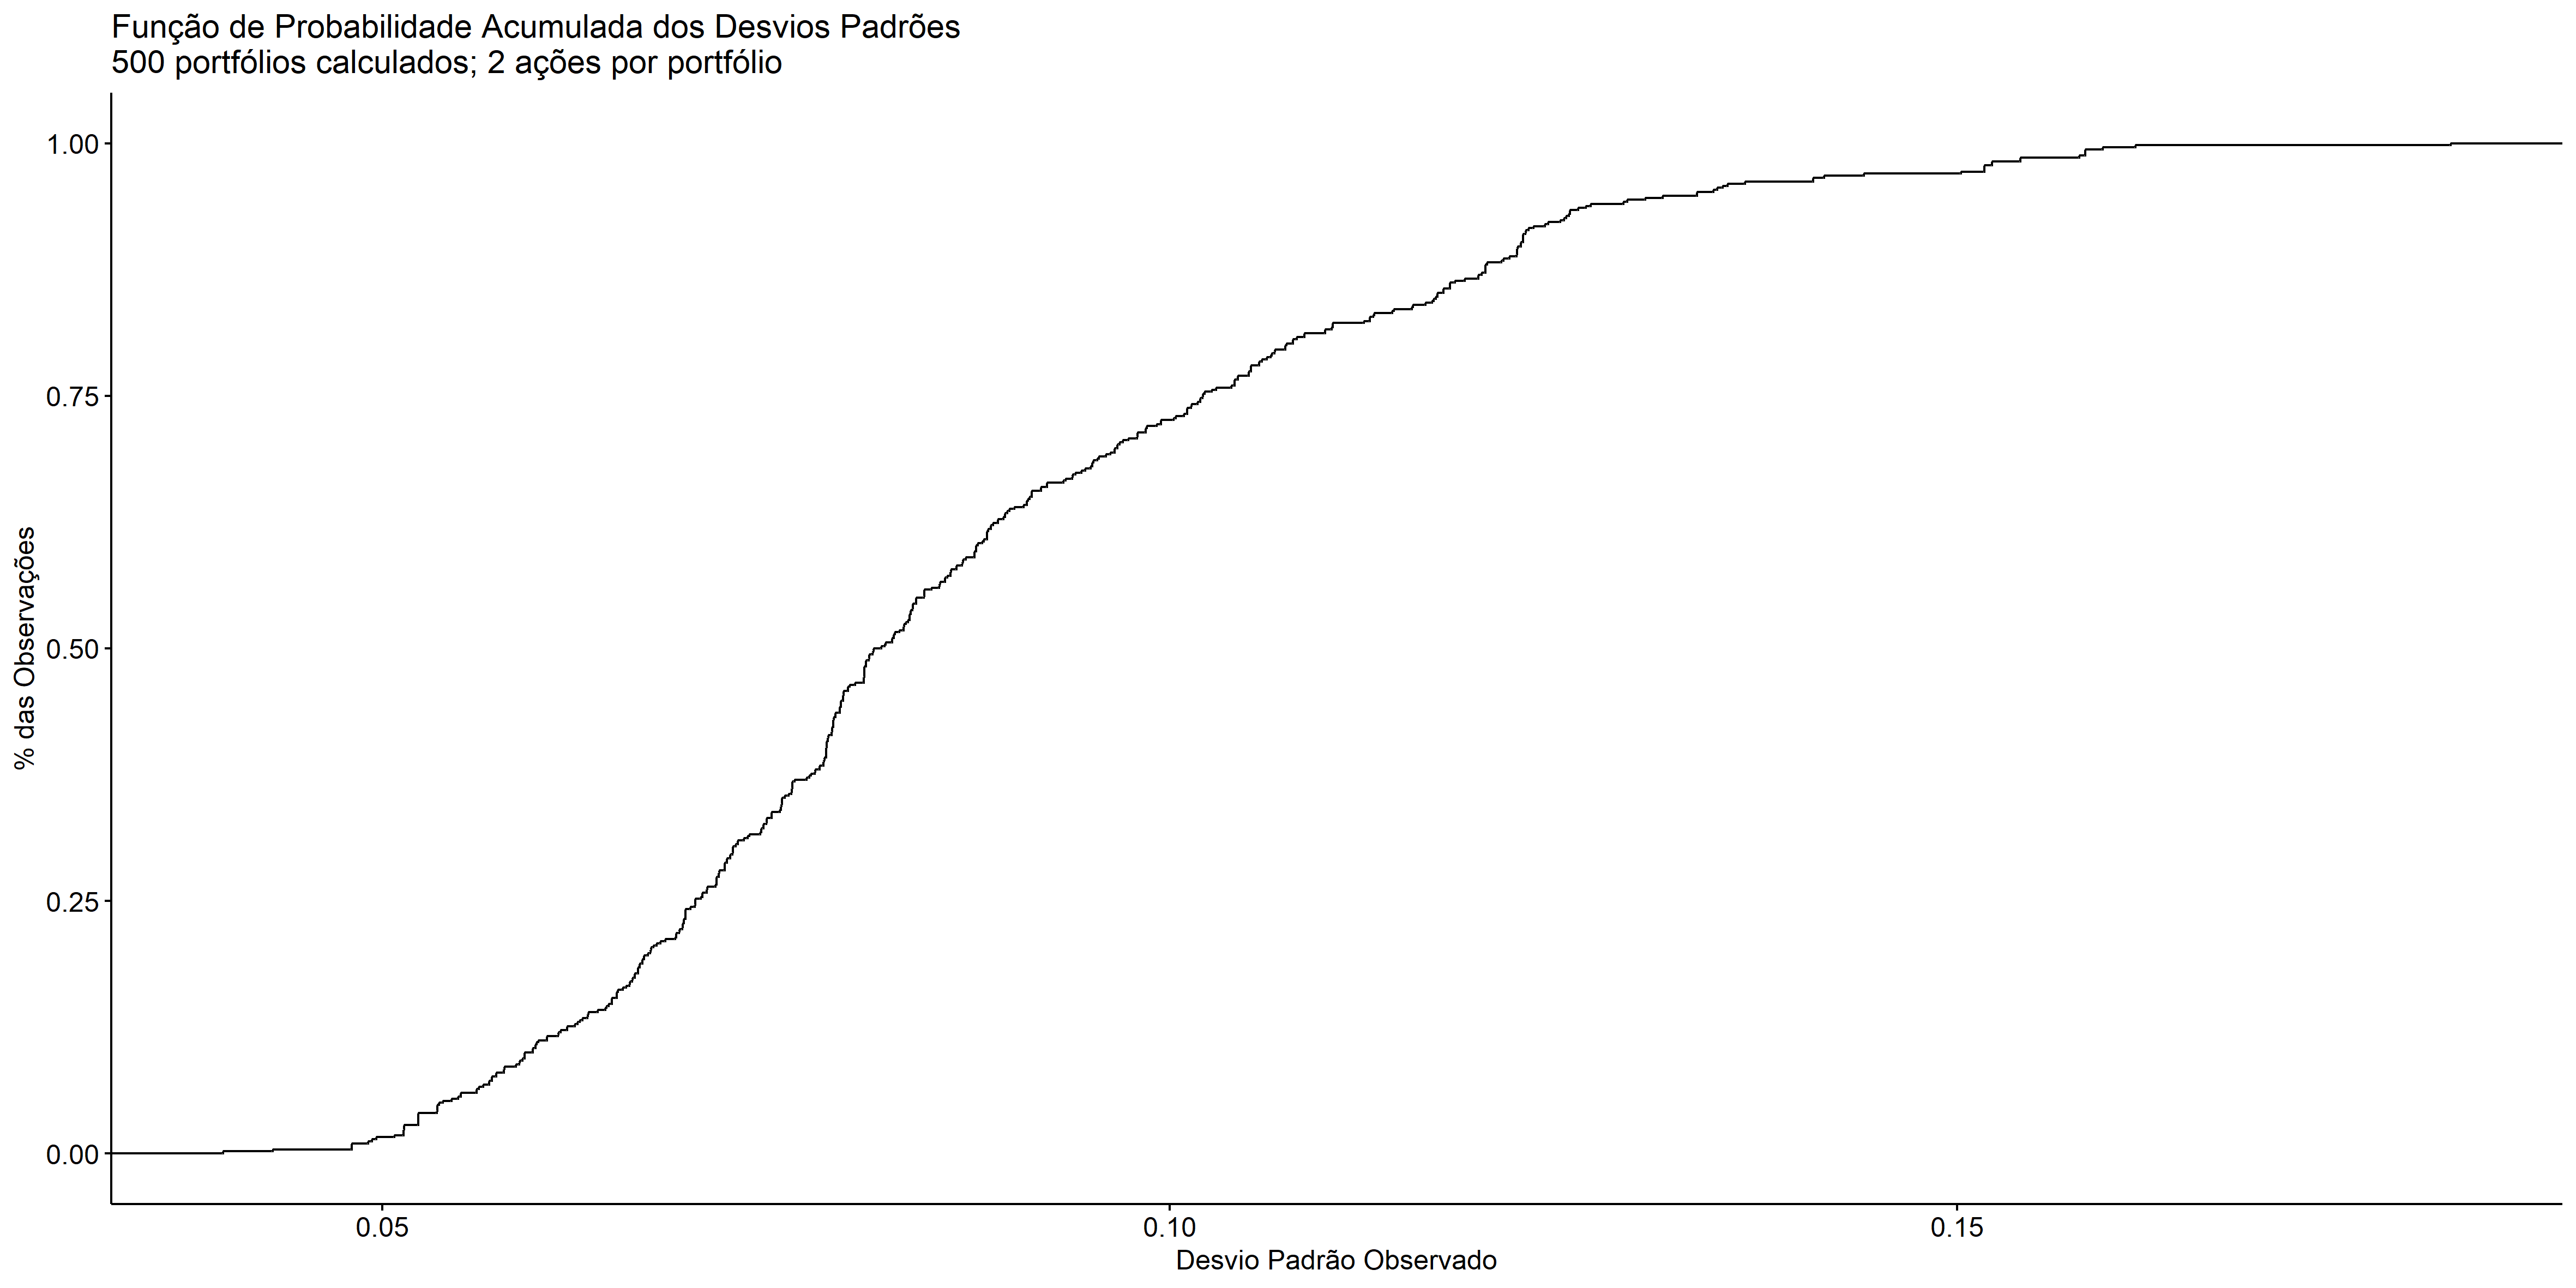 Função de Probabilidade Acumulada dos Desvios Padrões
500 portfólios calculados; 2 ações por portfólio
1.00
0.75
0.50
0.25
0.00
% das Observações
0.05
0.10
0.15
Desvio Padrão Observado